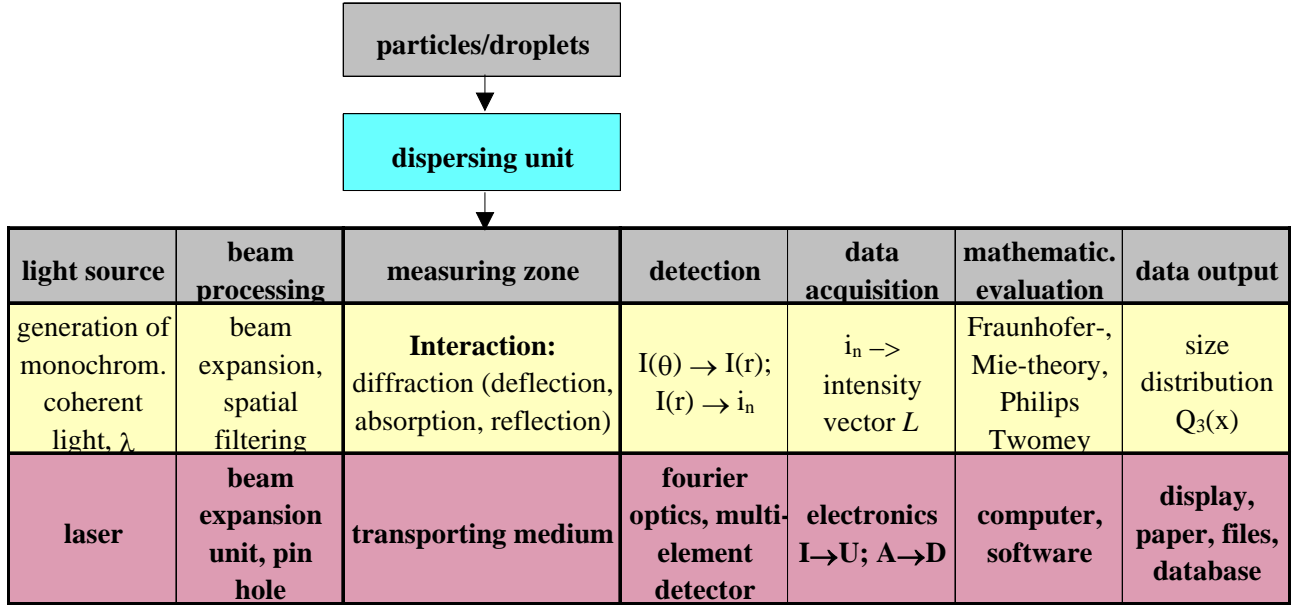 particles/droplets
dispersing unit
light source
beam
processing
measuring zone
detection
data
acquisition
mathematic.
evaluation
data output
generation of
monochrom.
coherent
light, λ
beam
expansion,
spatial
filtering
Interaction:
diffraction (deflection,
absorption, reflection)
I(θ) → I(r);
I(r) → iₙ
iₙ –>
intensity
vector L
Fraunhofer-,
Mie-theory,
Philips
Twomey
size
distribution
Q₃(x)
laser
beam
expansion
unit, pin
hole
transporting medium
fourier
optics, multi-
element
detector
electronics
I→U; A→D
computer,
software
display,
paper, files,
database